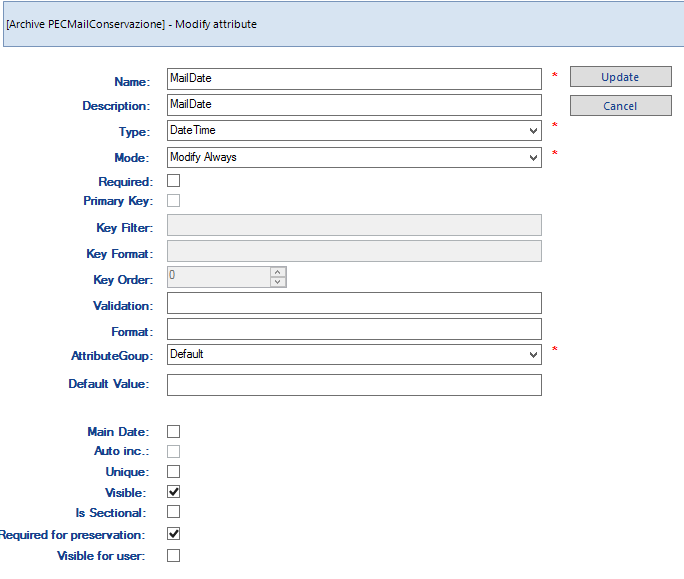 [Archive PECMailConservazione] - Modify attribute
Name: MailDate * Update
Description: MailDate Cancel
Type: DateTime *
Mode: Modify Always *
Required:
Primary Key:
Key Filter:
Key Format:
Key Order: 0
Validation:
Format:
AttributeGoup: Default *
Default Value:
Main Date:
Auto inc.:
Unique:
Visible:
Is Sectional:
Required for preservation:
Visible for user: